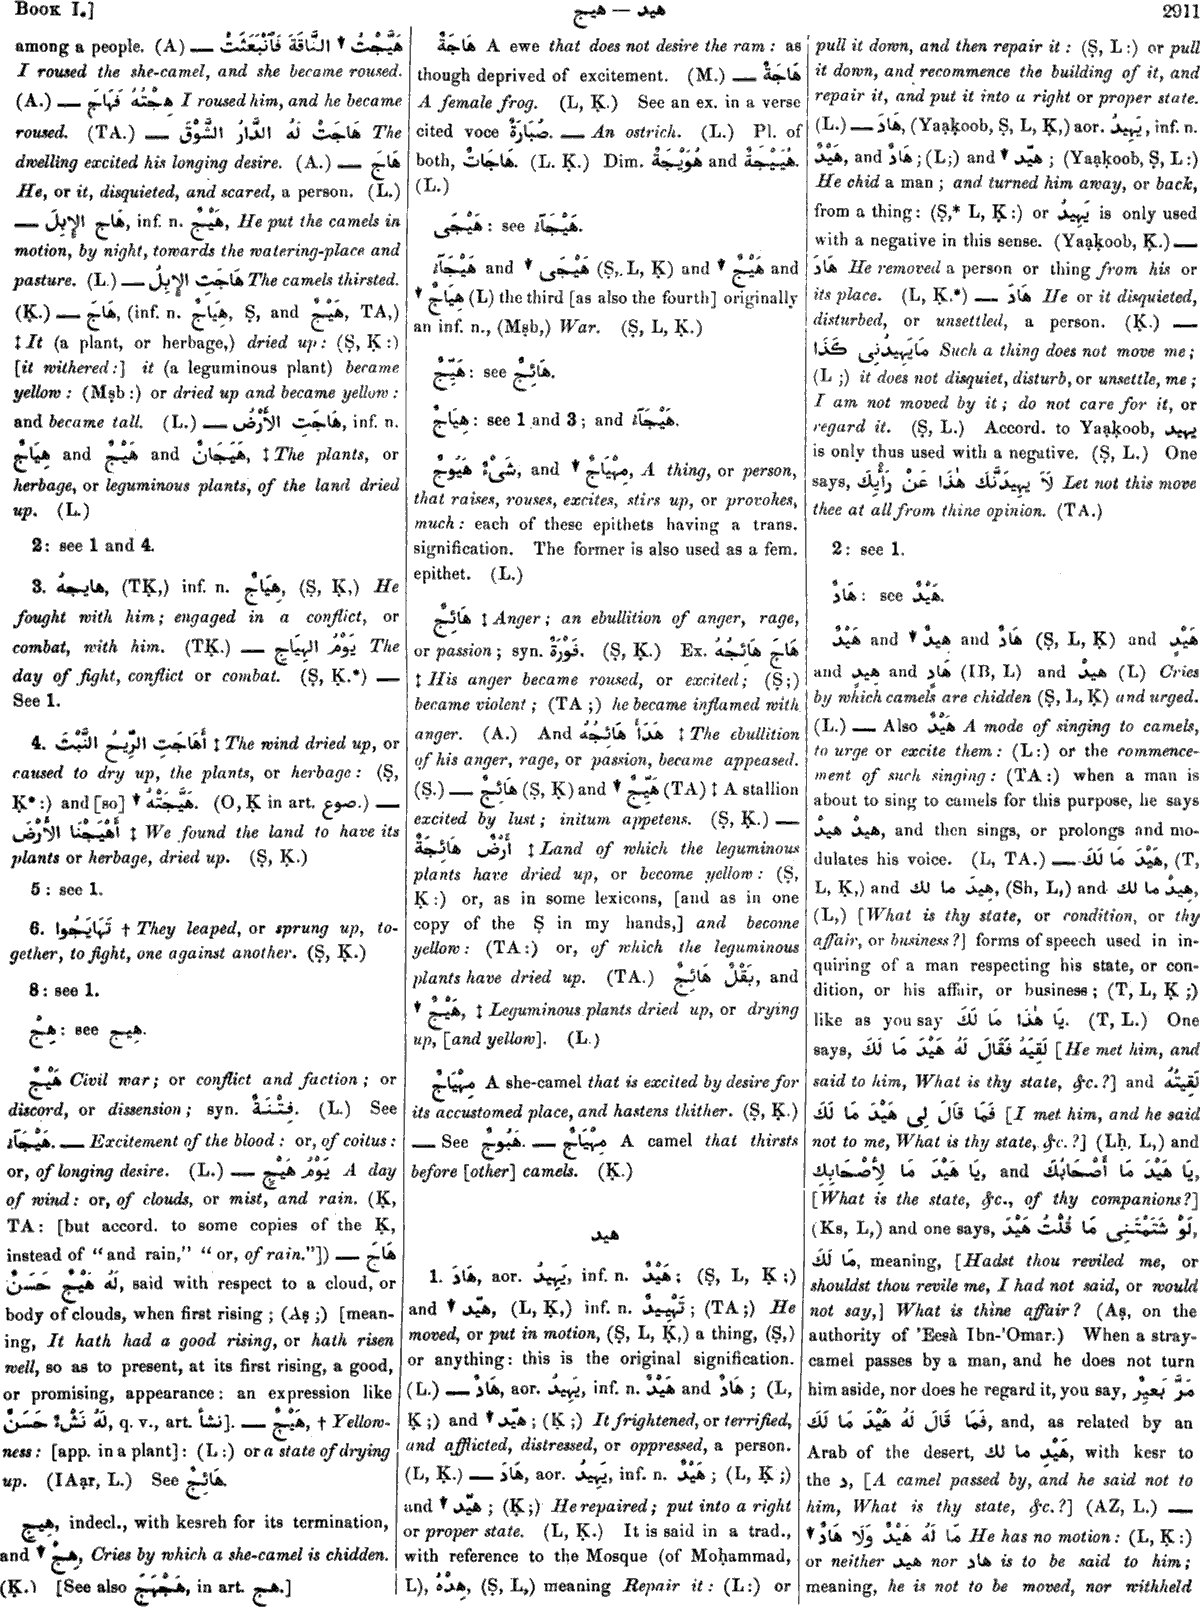 BOOK I.]
هيج — هيد
2911
among a people. (A) — هَيَّجْتُ ▼ النَّاقَةَ فَٱنْبَعَثَتْ
I roused the she-camel, and she became roused.
(A.) — هِجْتُهُ فَهَاجَ I roused him, and he became
roused. (TA.) — هَاجَتْ لَهُ الدَّارُ الشَّوْقَ The
dwelling excited his longing desire. (A.) — هَاجَ
He, or it, disquieted, and scared, a person. (L.)
— هَاج الإِبِلَ, inf. n. هَيْجٌ, He put the camels in
motion, by night, towards the watering-place and
pasture. (L.) — هَاجَتِ الإِبِلُ The camels thirsted.
(Ḳ.) — هَاجَ, (inf. n. هِيَاجٌ, Ṣ, and هَيْجٌ, TA,)
‡ It (a plant, or herbage,) dried up: (Ṣ, Ḳ:)
[it withered:] it (a leguminous plant) became
yellow: (Mṣb:) or dried up and became yellow:
and became tall. (L.) — هَاجَتِ الأَرْضُ, inf. n.
هِيَاجٌ and هَيْجٌ and هَيَجَانٌ, ‡ The plants, or
herbage, or leguminous plants, of the land dried
up. (L.)
2: see 1 and 4.
3. هايجهُ, (TḲ,) inf. n. هِيَاجٌ, (Ṣ, Ḳ,) He
fought with him; engaged in a conflict, or
combat, with him. (TḲ.) — يَوْمُ الهِيَاجِ The
day of fight, conflict or combat. (Ṣ, Ḳ.*) —
See 1.
4. أَهَاجَتِ الرِّيحُ النَّبْتَ ‡ The wind dried up, or
caused to dry up, the plants, or herbage: (Ṣ,
Ḳ*:) and [so] ▼ هَيَّجَتْهُ. (O, Ḳ in art. صوع.) —
أَهْيَجْنَا الأَرْضَ ‡ We found the land to have its
plants or herbage, dried up. (Ṣ, Ḳ.)
5: see 1.
6. تَهَايَجُوا † They leaped, or sprung up, to-
gether, to fight, one against another. (Ṣ, Ḳ.)
8: see 1.
هِجْ: see هِيجِ.
هَيْجٌ Civil war; or conflict and faction; or
discord, or dissension; syn. فِتْنَةٌ. (L.) See
هَيْجَآءُ. — Excitement of the blood: or, of coitus:
or, of longing desire. (L.) — يَوْمُ هَيْجٍ A day
of wind: or, of clouds, or mist, and rain. (Ḳ,
TA: [but accord. to some copies of the Ḳ,
instead of “and rain,” “or, of rain.”]) — هَاجَ
لَهُ هَيْجٌ حَسَنٌ, said with respect to a cloud, or
body of clouds, when first rising; (Aṣ;) [mean-
ing, It hath had a good rising, or hath risen
well, so as to present, at its first rising, a good,
or promising, appearance: an expression like
لَهُ نَشْءٌ حَسَنٌ, q. v., art. نشأ]. — هَيْجٌ, † Yellow-
ness: [app. in a plant]: (L:) or a state of drying
up. (IAạr, L.) See هَائِجٌ.
هِيجِ, indecl., with kesreh for its termination,
and ▼ هِجْ, Cries by which a she-camel is chidden.
(Ḳ.) [See also هَجْهَجَ, in art. هج.]
هَاجَةٌ A ewe that does not desire the ram: as
though deprived of excitement. (M.) — هَاجَةٌ
A female frog. (L, Ḳ.) See an ex. in a verse
cited voce صُبَارَةٌ. — An ostrich. (L.) Pl. of
both, هَاجَاتٌ. (L. Ḳ.) Dim. هُوَيْجَةٌ and هُيَيْجَةٌ.
(L.)
هَيْجَى: see هَيْجَآءُ.
هَيْجَآءُ and ▼ هَيْجَى (Ṣ, L, Ḳ) and ▼ هَيْجٌ and
▼ هِيَاجٌ (L) the third [as also the fourth] originally
an inf. n., (Mṣb,) War. (Ṣ, L, Ḳ.)
هَيِّجٌ: see هَائِجٌ.
هِيَاجٌ: see 1 and 3; and هَيْجَآءُ.
شَىْءٌ هَيُوجٌ, and ▼ مِهْيَاجٌ, A thing, or person,
that raises, rouses, excites, stirs up, or provokes,
much: each of these epithets having a trans.
signification. The former is also used as a fem.
epithet. (L.)
هَائِجٌ ‡ Anger; an ebullition of anger, rage,
or passion; syn. فَوْرَةٌ. (Ṣ, Ḳ.) Ex. هَاجَ هَائِجُهُ
‡ His anger became roused, or excited; (Ṣ;)
became violent; (TA;) he became inflamed with
anger. (A.) And هَدَأَ هَائِجُهُ ‡ The ebullition
of his anger, rage, or passion, became appeased.
(Ṣ.) — هَائِجٌ (Ṣ, Ḳ) and ▼ هَيِّجٌ (TA) ‡ A stallion
excited by lust; initum appetens. (Ṣ, Ḳ.) —
أَرْضٌ هَائِجَةٌ ‡ Land of which the leguminous
plants have dried up, or become yellow: (Ṣ,
Ḳ:) or, as in some lexicons, [and as in one
copy of the Ṣ in my hands,] and become
yellow: (TA:) or, of which the leguminous
plants have dried up. (TA.) بَقْلٌ هَائِجٌ, and
▼ هَيْجٌ, ‡ Leguminous plants dried up, or drying
up, [and yellow]. (L.)
مِهْيَاجٌ A she-camel that is excited by desire for
its accustomed place, and hastens thither. (Ṣ, Ḳ.)
— See هَيُوجٌ. — مِهْيَاجٌ A camel that thirsts
before [other] camels. (Ḳ.)
هيد
1. هَادَ, aor. يَهِيدُ, inf. n. هَيْدٌ; (Ṣ, L, Ḳ;)
and ▼ هيّد, (L, Ḳ,) inf. n. تَهْيِيدٌ; (TA;) He
moved, or put in motion, (Ṣ, L, Ḳ,) a thing, (Ṣ,)
or anything: this is the original signification.
(L.) — هَادَ, aor. يَهِيدُ, inf. n. هَيْدٌ and هَادٌ; (L,
Ḳ;) and ▼ هيّد; (Ḳ;) It frightened, or terrified,
and afflicted, distressed, or oppressed, a person.
(L, Ḳ.) — هَادَ, aor. يَهِيدُ, inf. n. هَيْدٌ; (L, Ḳ;)
and ▼ هيّد; (Ḳ;) He repaired; put into a right
or proper state. (L, Ḳ.) It is said in a trad.,
with reference to the Mosque (of Moḥammad,
L), هِدْهُ, (Ṣ, L,) meaning Repair it: (L:) or
pull it down, and then repair it: (Ṣ, L:) or pull
it down, and recommence the building of it, and
repair it, and put it into a right or proper state.
(L.) — هَادَ, (Yaạḳoob, Ṣ, L, Ḳ,) aor. يَهِيدُ, inf. n.
هَيْدٌ, and هَادٌ; (L;) and ▼ هيّد; (Yaạḳoob, Ṣ, L:)
He chid a man; and turned him away, or back,
from a thing: (Ṣ,* L, Ḳ:) or يَهِيدُ is only used
with a negative in this sense. (Yaạḳoob, Ḳ.) —
هَادَ He removed a person or thing from his or
its place. (L, Ḳ.*) — هَادَ He or it disquieted,
disturbed, or unsettled, a person. (Ḳ.) —
مَا يَهِيدُنِى كَذَا Such a thing does not move me;
(L;) it does not disquiet, disturb, or unsettle, me;
I am not moved by it; do not care for it, or
regard it. (Ṣ, L.) Accord. to Yaạḳoob, يهيد
is only thus used with a negative. (Ṣ, L.) One
says, لَا يَهِيدَنَّكَ هٰذَا عَنْ رَأْيِكَ Let not this move
thee at all from thine opinion. (TA.)
2: see 1.
هَادٌ: see هَيْدٌ.
هَيْدٌ and ▼ هِيدٌ and هَادٌ (Ṣ, L, Ḳ) and هَيْدِ
and هِيدِ and هَادِ (IB, L) and هِيدْ (L) Cries
by which camels are chidden (Ṣ, L, Ḳ) and urged.
(L.) — Also هَيْدٌ A mode of singing to camels,
to urge or excite them: (L:) or the commence-
ment of such singing: (TA:) when a man is
about to sing to camels for this purpose, he says
هِيدْ هِيدْ, and then sings, or prolongs and mo-
dulates his voice. (L, TA.) — هَيْدَ مَا لَكَ, (T,
L, Ḳ,) and هِيدَ ما لك, (Sh, L,) and هِيدْ ما لك,
(L,) [What is thy state, or condition, or thy
affair, or business?] forms of speech used in in-
quiring of a man respecting his state, or con-
dition, or his affair, or business; (T, L, Ḳ;)
like as you say يَا هٰذَا مَا لَكَ. (T, L.) One
says, لَقِيَهُ فَقَالَ لَهُ هَيْدَ مَا لَكَ [He met him, and
said to him, What is thy state, &c.?] and لَقِيتُهُ
فَمَا قَالَ لِى هَيْدَ مَا لَكَ [I met him, and he said
not to me, What is thy state, &c.?] (Lḥ, L,) and
يَا هَيْدَ مَا أَصْحَابُكَ, and يَا هَيْدَ مَا لِأَصْحَابِكَ,
[What is the state, &c., of thy companions?]
(Ks, L,) and one says, لَوْ شَتَمْتَنِى مَا قُلْتُ هَيْدَ
مَا لَكَ, meaning, [Hadst thou reviled me, or
shouldst thou revile me, I had not said, or would
not say,] What is thine affair? (Aṣ, on the
authority of 'Eesà Ibn-'Omar.) When a stray-
camel passes by a man, and he does not turn
him aside, nor does he regard it, you say, مَرَّ بَعِيرٌ
فَمَا قَالَ لَهُ هَيْدَ مَا لَكَ, and, as related by an
Arab of the desert, هَيْدِ ما لك, with kesr to
the د, [A camel passed by, and he said not to
him, What is thy state, &c.?] (AZ, L.) —
▼ مَا لَهُ هَيْدٌ وَلَا هَادٌ He has no motion: (L, Ḳ:)
or neither هيد nor هاد is to be said to him;
meaning, he is not to be moved, nor withheld